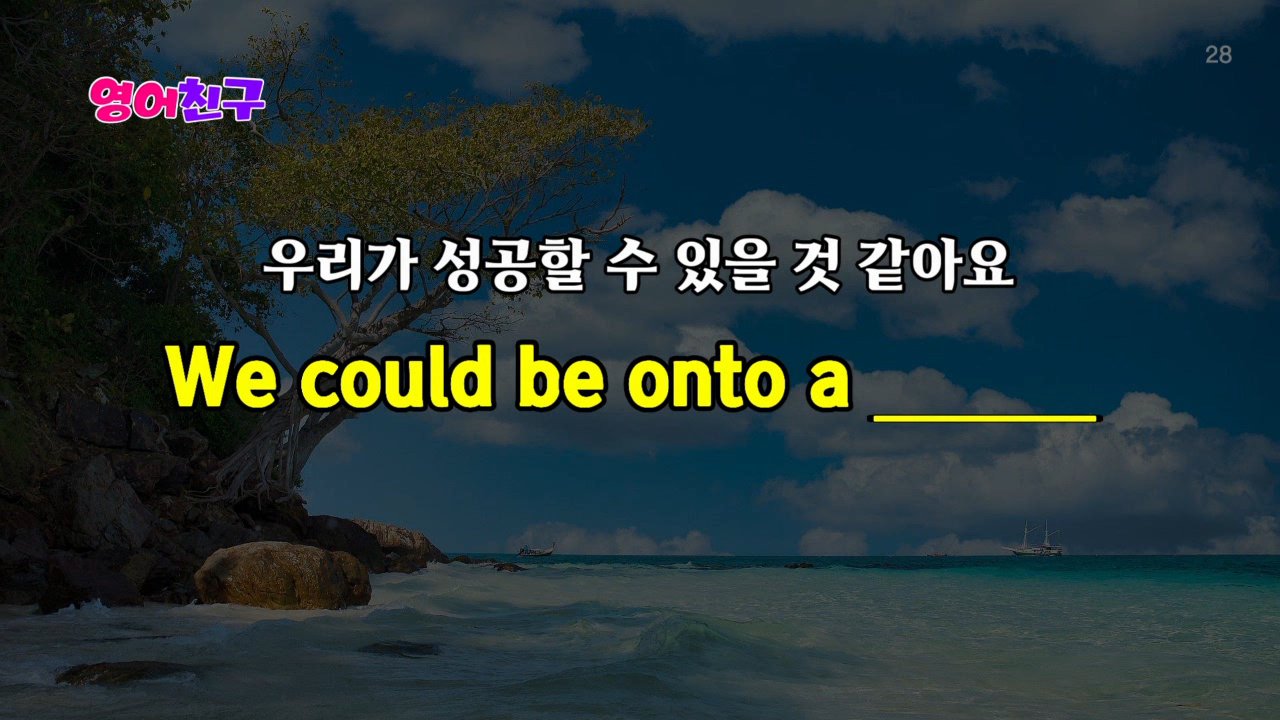 28
영어친구
우리가 성공할 수 있을 것 같아요
We could be onto a _____